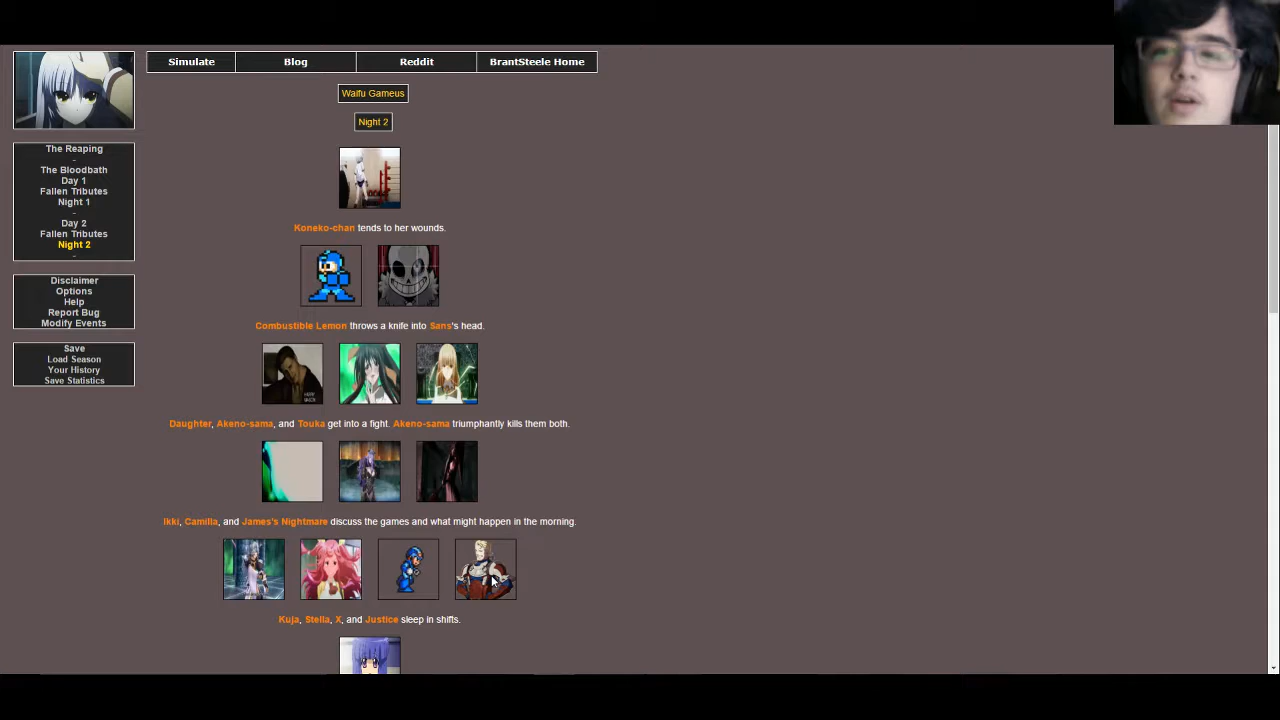 Simulate Blog Reddit BrantSteele Home
Waifu Gameus
Night 2
The Reaping
-
The Bloodbath
Day 1
Fallen Tributes
Night 1
-
Day 2
Fallen Tributes
Night 2
-
Disclaimer
Options
Help
Report Bug
Modify Events
Save
Load Season
Your History
Save Statistics
Koneko-chan tends to her wounds.
Combustible Lemon throws a knife into Sans's head.
Daughter, Akeno-sama, and Touka get into a fight. Akeno-sama triumphantly kills them both.
Ikki, Camilla, and James's Nightmare discuss the games and what might happen in the morning.
Kuja, Stella, X, and Justice sleep in shifts.